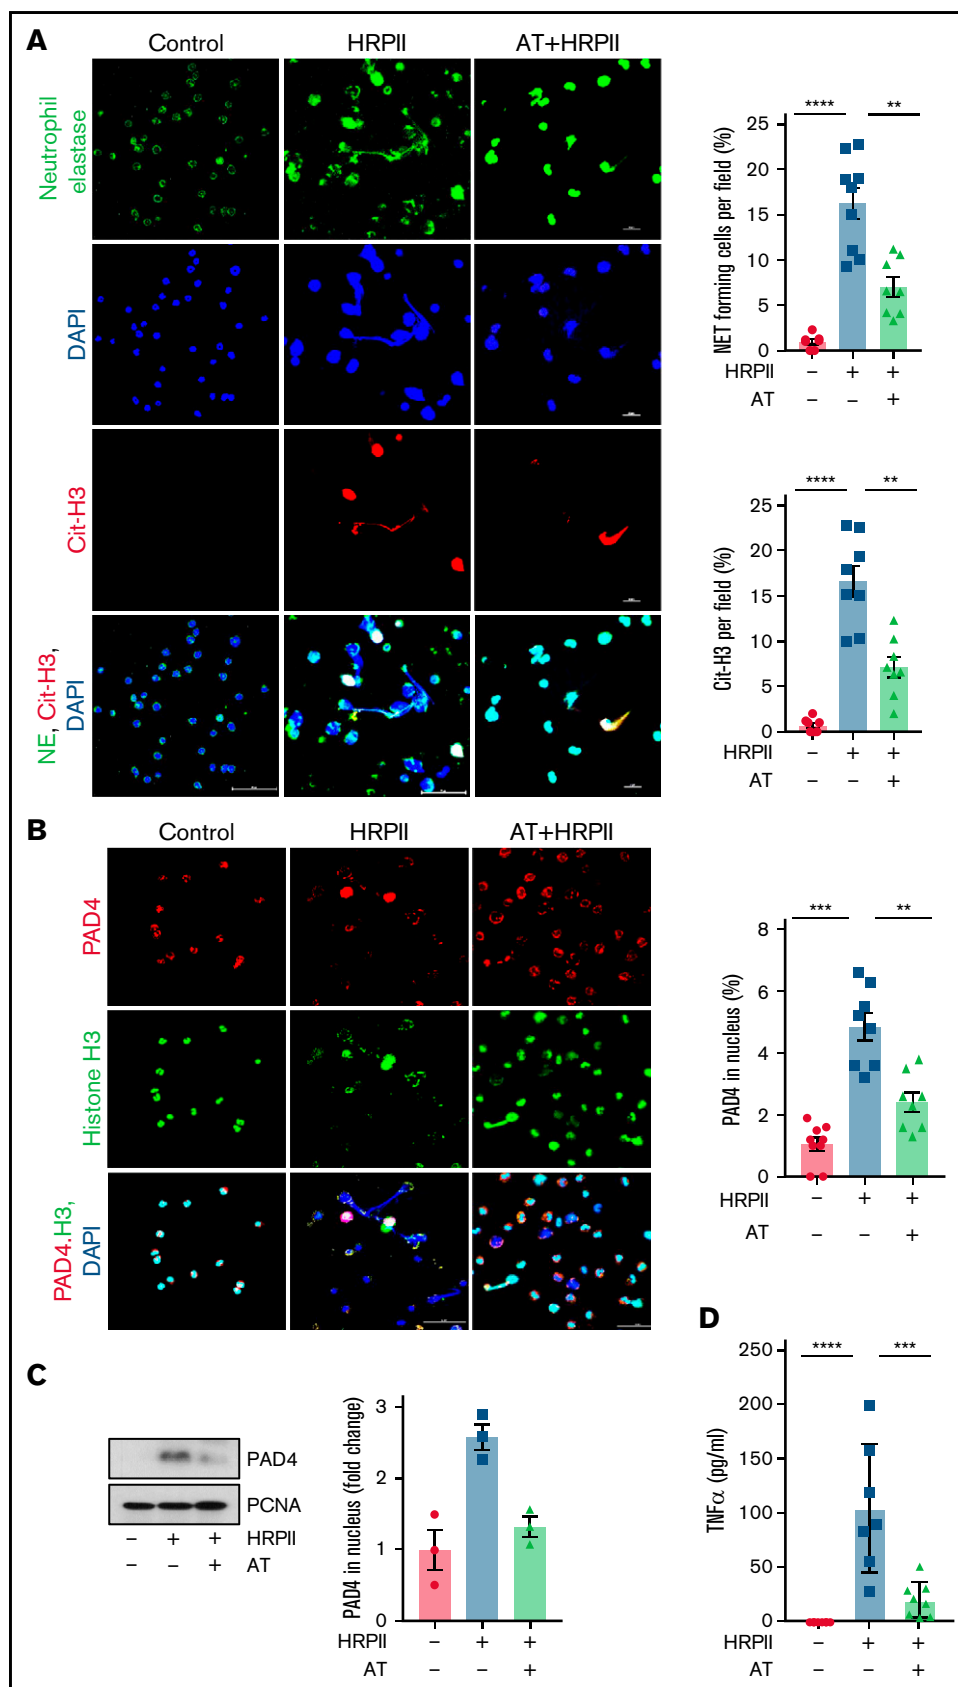 A
Control HRPII AT+HRPII
Neutrophil elastase
DAPI
Cit-H3
NE, Cit-H3, DAPI
**** **
NET forming cells per field (%)
25
20
15
10
5
0
HRPII − + +
AT − − +
**** **
Cit-H3 per field (%)
25
20
15
10
5
0
HRPII − + +
AT − − +
B
Control HRPII AT+HRPII
PAD4
Histone H3
PAD4.H3, DAPI
*** **
PAD4 in nucleus (%)
8
6
4
2
0
HRPII − + +
AT − − +
C
PAD4
PCNA
− + + HRPII
− − + AT
PAD4 in nucleus (fold change)
3
2
1
0
HRPII − + +
AT − − +
D
**** ***
TNFα (pg/ml)
250
200
150
100
50
0
HRPII − + +
AT − − +